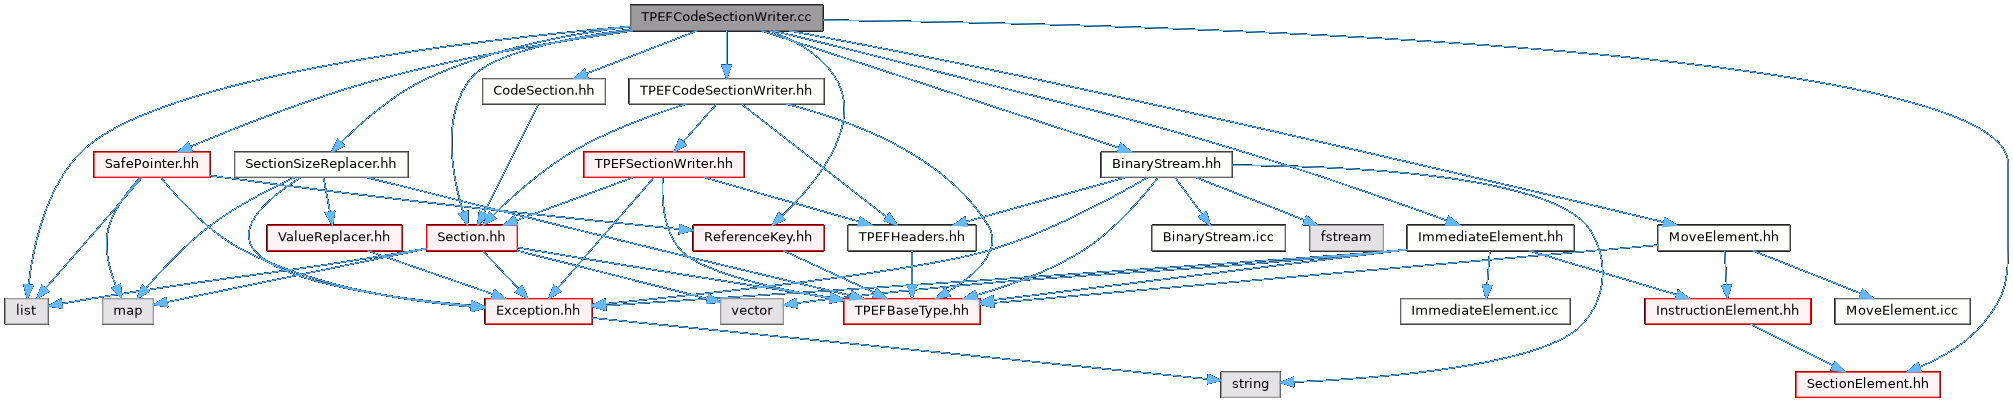 TPEFCodeSectionWriter.cc
CodeSection.hh
TPEFCodeSectionWriter.hh
SafePointer.hh
SectionSizeReplacer.hh
TPEFSectionWriter.hh
BinaryStream.hh
ValueReplacer.hh
Section.hh
ReferenceKey.hh
TPEFHeaders.hh
BinaryStream.icc
fstream
ImmediateElement.hh
MoveElement.hh
list
map
Exception.hh
vector
TPEFBaseType.hh
ImmediateElement.icc
InstructionElement.hh
MoveElement.icc
string
SectionElement.hh